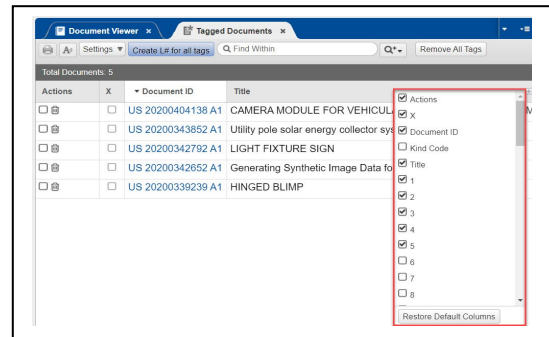 Document Viewer × Tagged Documents ×
Settings Create L# for all tags Find Within Remove All Tags
Total Documents: 5
Actions X Document ID Title
US 20200404138 A1 CAMERA MODULE FOR VEHICUL
US 20200343852 A1 Utility pole solar energy collector sys
US 20200342792 A1 LIGHT FIXTURE SIGN
US 20200342652 A1 Generating Synthetic Image Data fo
US 20200339239 A1 HINGED BLIMP
Actions
X
Document ID
Kind Code
Title
1
2
3
4
5
6
7
8
Restore Default Columns